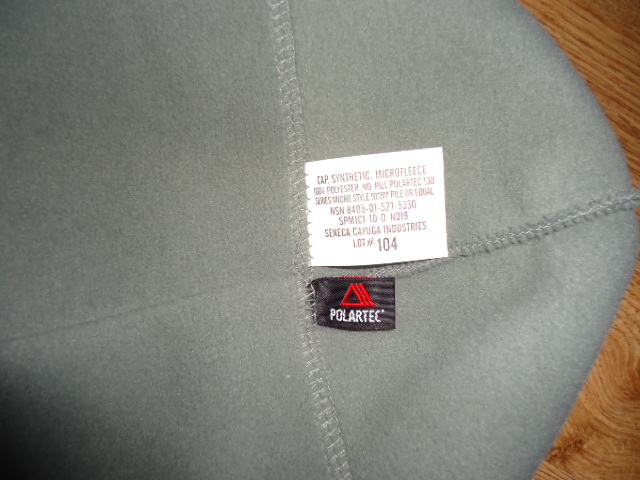 CAP, SYNTHETIC, MICROFLEECE
100% POLYESTER, NO-PILL POLARTEC 100
SERIES MICRO STYLE PILE OR EQUAL
NSN 8405-01-527-5330
SPM1C1-10-D N019
SENECA CAYUGA INDUSTRIES
LOT# 104
POLARTEC®